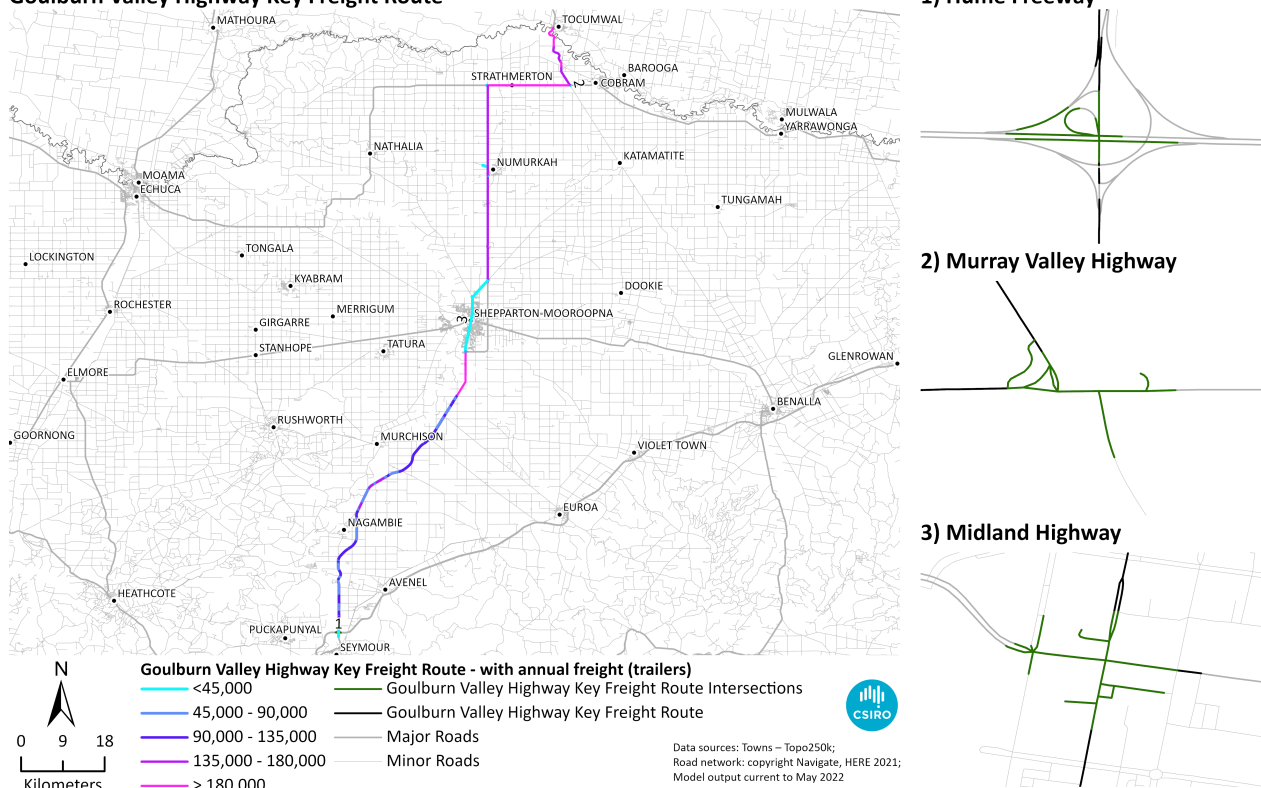 Goulburn Valley Highway Key Freight Route
1) Hume Freeway
MATHOURA
TOCUMWAL
BAROOGA
STRATHMERTON
2
COBRAM
MULWALA
YARRAWONGA
NATHALIA
NUMURKAH
KATAMATITE
MOAMA
ECHUCA
TUNGAMAH
TONGALA
LOCKINGTON
KYABRAM
DOOKIE
ROCHESTER
MERRIGUM
GIRGARRE
3
SHEPPARTON-MOOROOPNA
STANHOPE
TATURA
GLENROWAN
ELMORE
BENALLA
RUSHWORTH
GOORNONG
MURCHISON
VIOLET TOWN
EUROA
NAGAMBIE
AVENEL
HEATHCOTE
PUCKAPUNYAL
1
SEYMOUR
2) Murray Valley Highway
3) Midland Highway
N
0 9 18
Kilometers
Goulburn Valley Highway Key Freight Route - with annual freight (trailers)
<45,000
45,000 - 90,000
90,000 - 135,000
135,000 - 180,000
> 180,000
Goulburn Valley Highway Key Freight Route Intersections
Goulburn Valley Highway Key Freight Route
Major Roads
Minor Roads
CSIRO
Data sources: Towns – Topo250k;
Road network: copyright Navigate, HERE 2021;
Model output current to May 2022